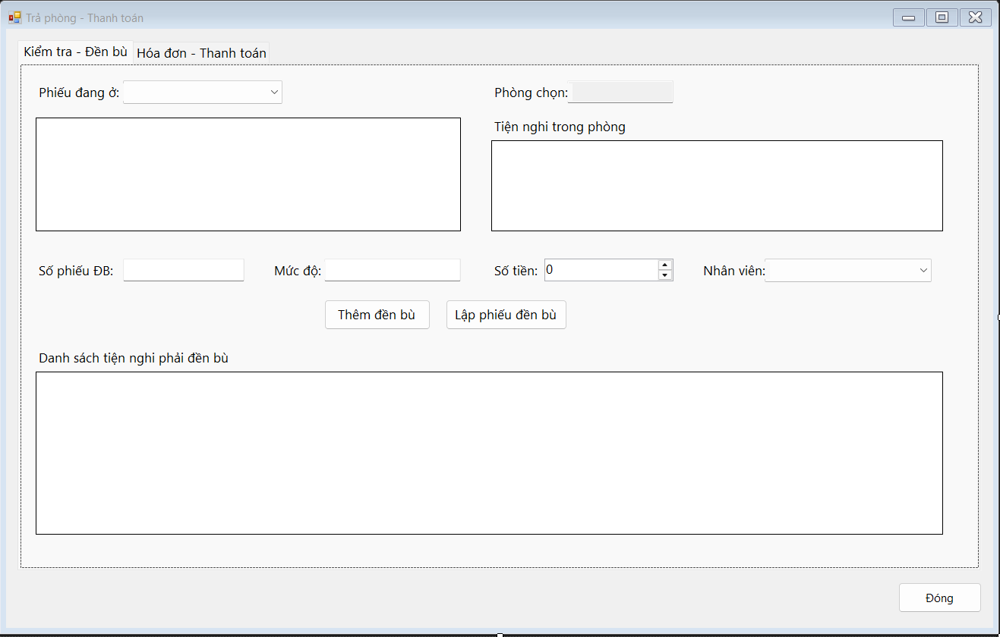 Trả phòng - Thanh toán
Kiểm tra - Đền bù
Hóa đơn - Thanh toán
Phiếu đang ở:
Phòng chọn:
Tiện nghi trong phòng
Số phiếu ĐB:
Mức độ:
Số tiền:
0
Nhân viên:
Thêm đền bù
Lập phiếu đền bù
Danh sách tiện nghi phải đền bù
Đóng